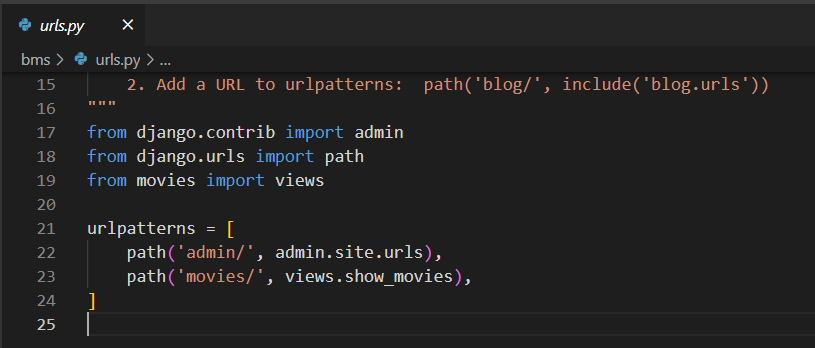 urls.py ×
bms > urls.py > ...
15     2. Add a URL to urlpatterns:  path('blog/', include('blog.urls'))
16 """
17 from django.contrib import admin
18 from django.urls import path
19 from movies import views
20
21 urlpatterns = [
22     path('admin/', admin.site.urls),
23     path('movies/', views.show_movies),
24 ]
25